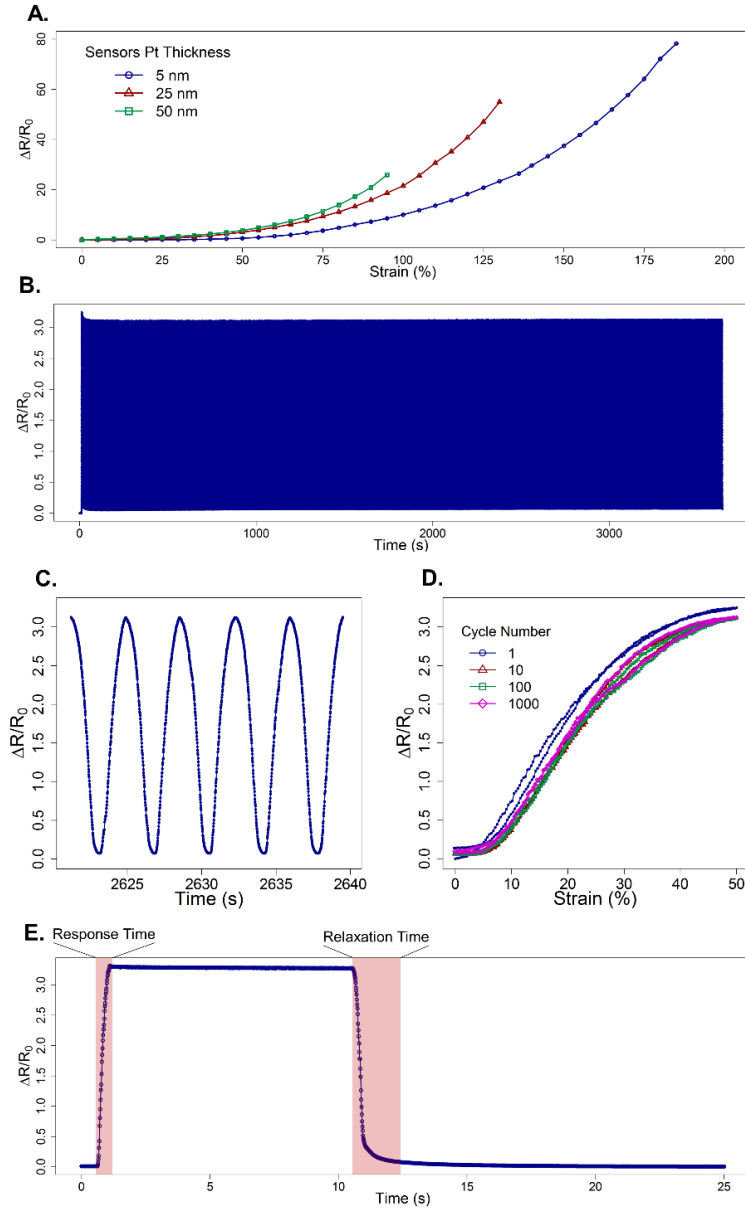 A.
Sensors Pt Thickness
5 nm
25 nm
50 nm
ΔR/R₀
0 20 40 60 80
0 25 50 75 100 125 150 175 200
Strain (%)
B.
ΔR/R₀
0.0 0.5 1.0 1.5 2.0 2.5 3.0
0 1000 2000 3000
Time (s)
C.
ΔR/R₀
0.0 0.5 1.0 1.5 2.0 2.5 3.0
2625 2630 2635 2640
Time (s)
D.
Cycle Number
1
10
100
1000
ΔR/R₀
0.0 0.5 1.0 1.5 2.0 2.5 3.0
0 10 20 30 40 50
Strain (%)
E.
Response Time
Relaxation Time
ΔR/R₀
0.0 0.5 1.0 1.5 2.0 2.5 3.0
0 5 10 15 20 25
Time (s)